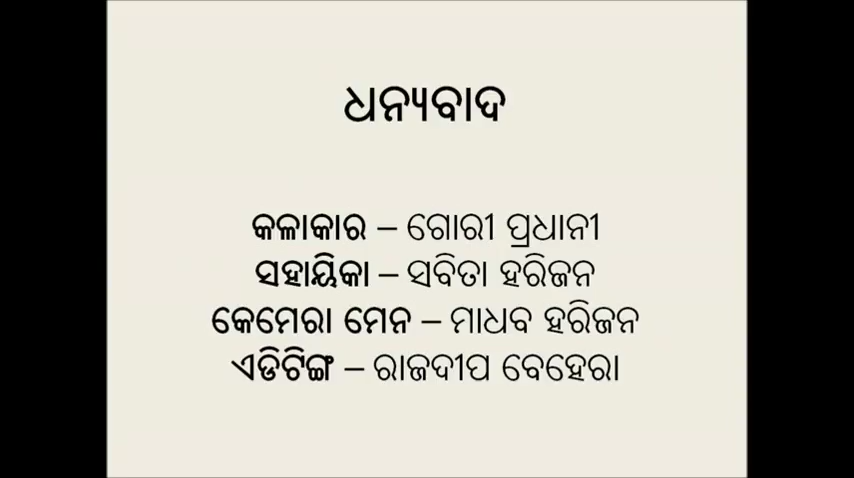 ଧନ୍ୟବାଦ
କଳାକାର – ଗୋରୀ ପ୍ରଧାନୀ
ସହାୟିକା – ସବିତା ହରିଜନ
କେମେରା ମେନ – ମାଧବ ହରିଜନ
ଏଡିଟିଙ୍ଗ – ରାଜଦୀପ ବେହେରା